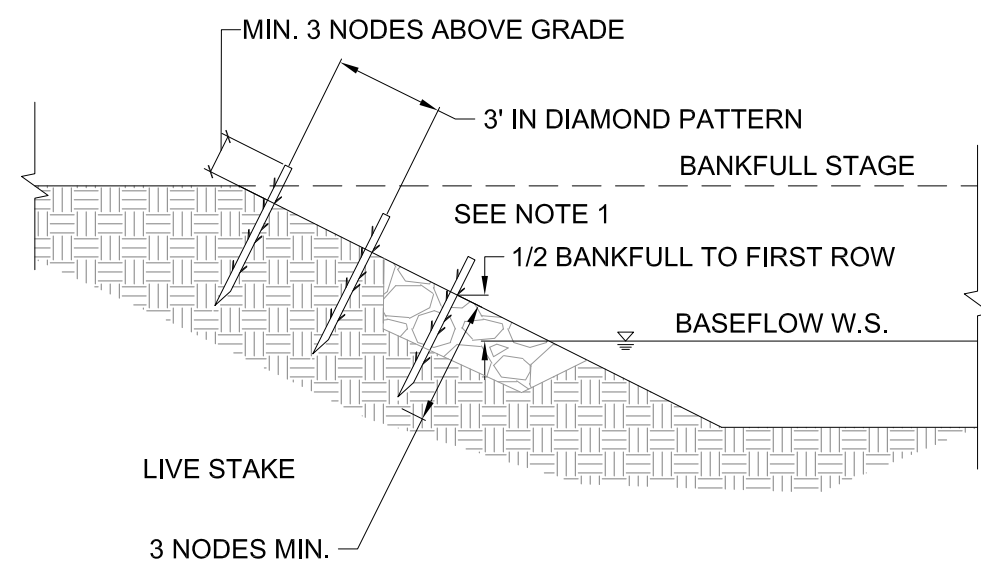 MIN. 3 NODES ABOVE GRADE
3' IN DIAMOND PATTERN
BANKFULL STAGE
SEE NOTE 1
1/2 BANKFULL TO FIRST ROW
BASEFLOW W.S.
LIVE STAKE
3 NODES MIN.